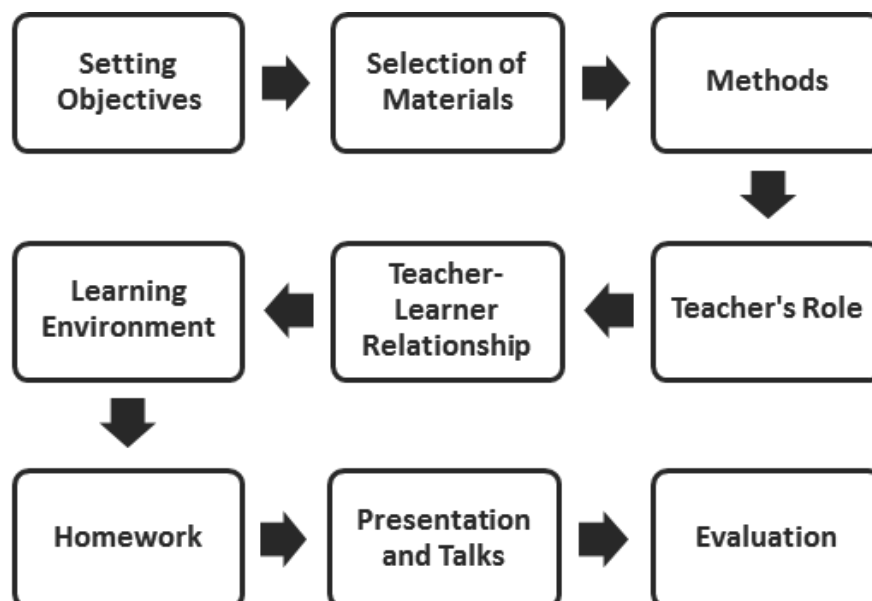 Setting
Objectives
Selection of
Materials
Methods
Teacher's Role
Teacher-
Learner
Relationship
Learning
Environment
Homework
Presentation
and Talks
Evaluation